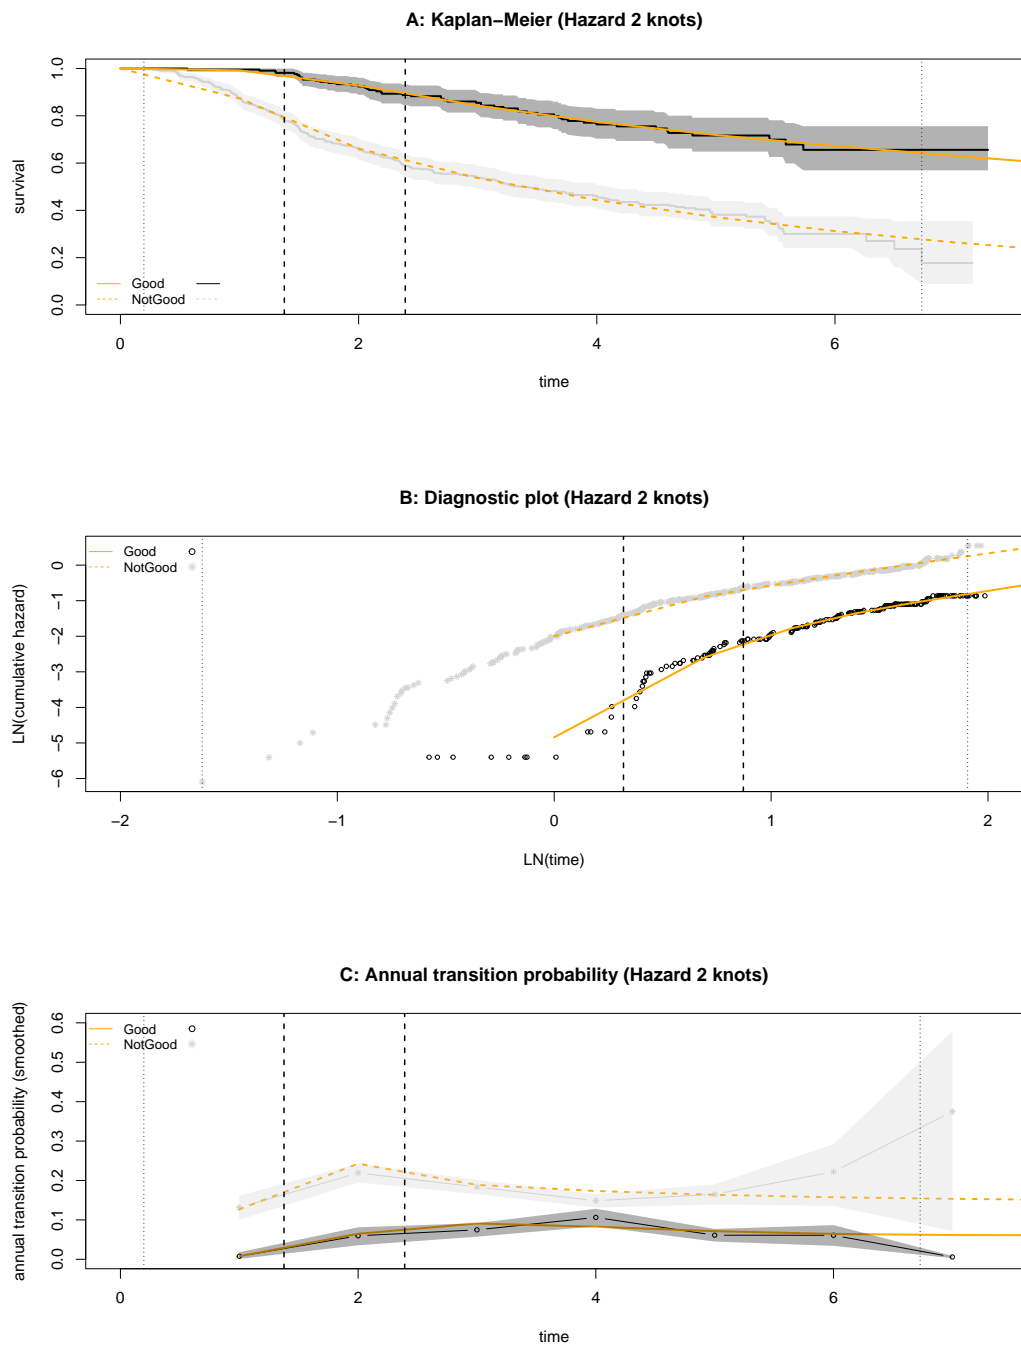 A: Kaplan−Meier (Hazard 2 knots)
survival
1.0
0.8
0.6
0.4
0.2
0.0
Good
NotGood
0 2 4 6
time
B: Diagnostic plot (Hazard 2 knots)
LN(cumulative hazard)
Good
NotGood
0
−1
−2
−3
−4
−5
−6
−2 −1 0 1 2
LN(time)
C: Annual transition probability (Hazard 2 knots)
annual transition probability (smoothed)
Good
NotGood
0.6
0.5
0.4
0.3
0.2
0.1
0.0
0 2 4 6
time